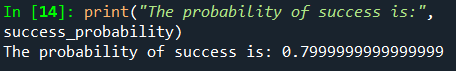 In [14]: print("The probability of success is:",
success_probability)
The probability of success is: 0.7999999999999999